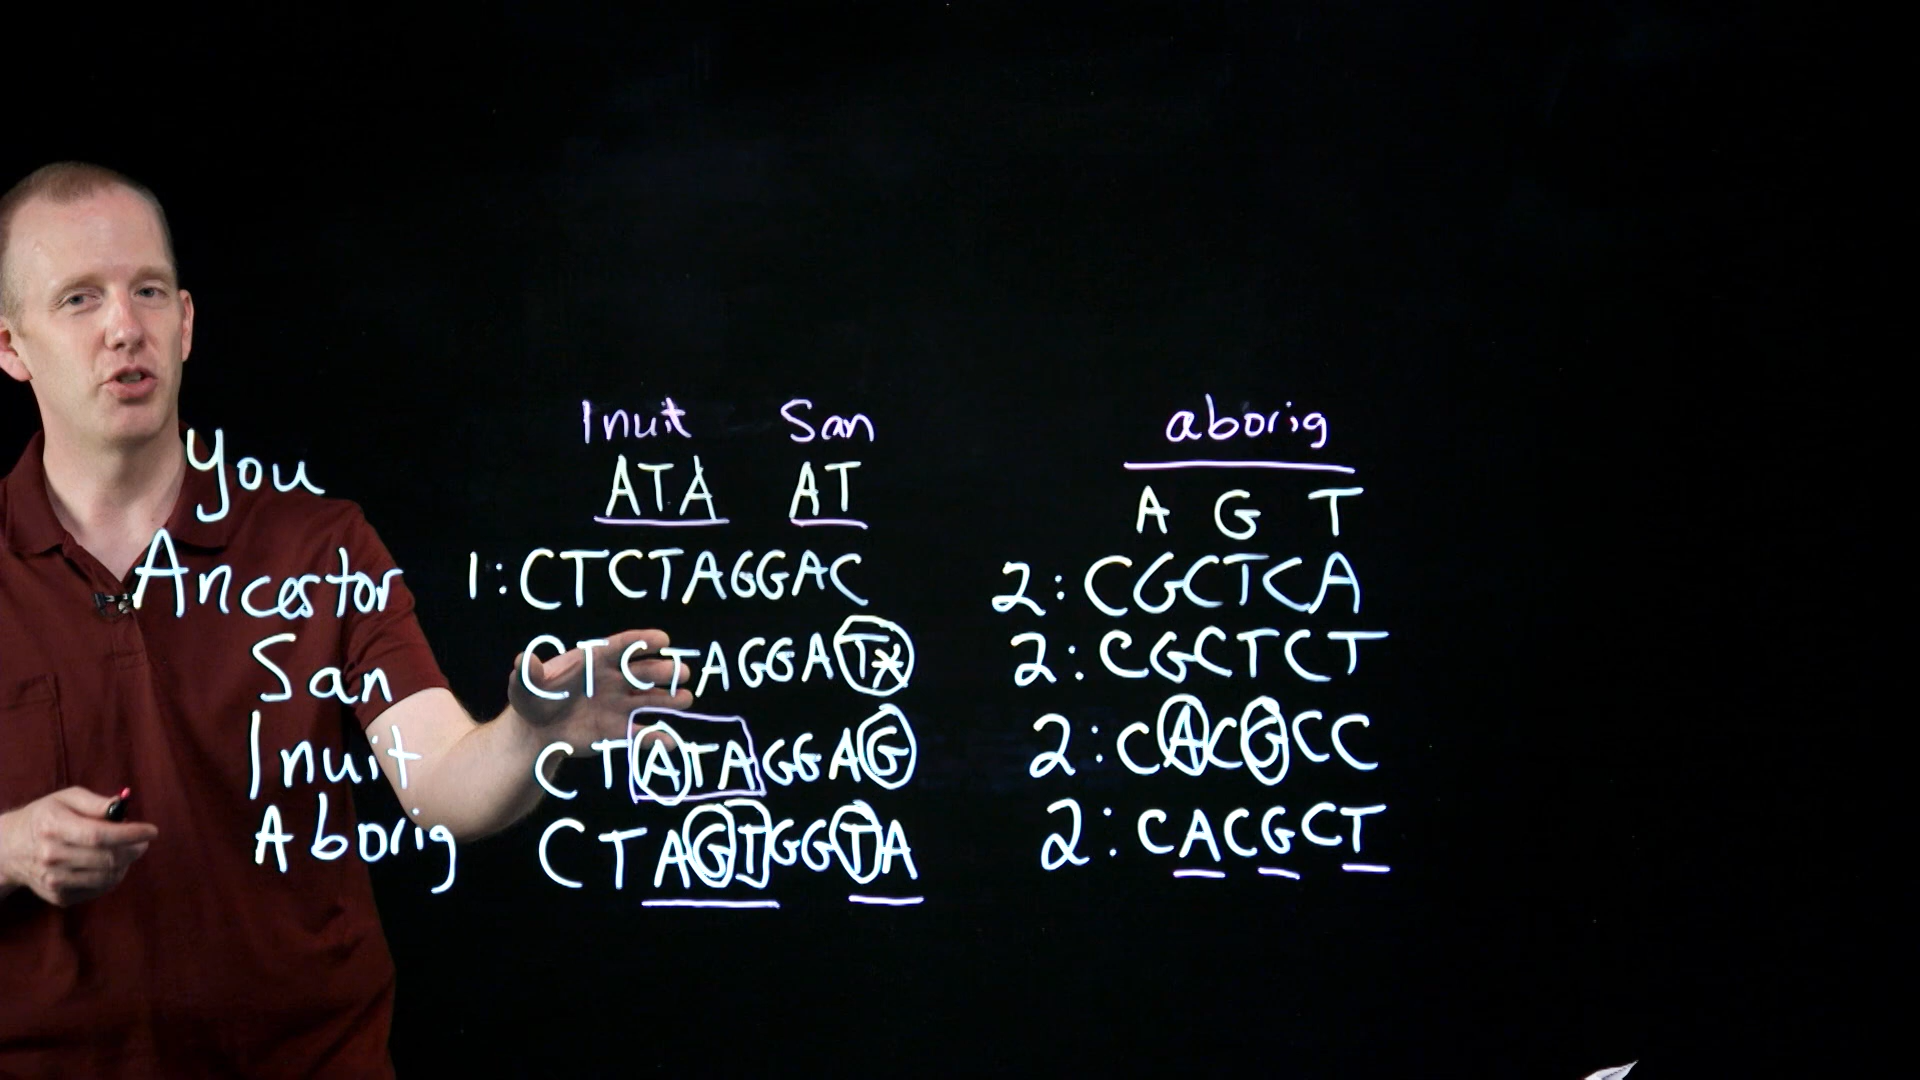 Inuit San aborig
You ATA AT A G T
Ancestor 1:CTCTAGGAC 2:CGCTCA
San CTCTAGGAT* 2:CGCTCT
Inuit CTATAGGAG 2:CACGCC
Aborig CTAGTGGTA 2:CACGCT